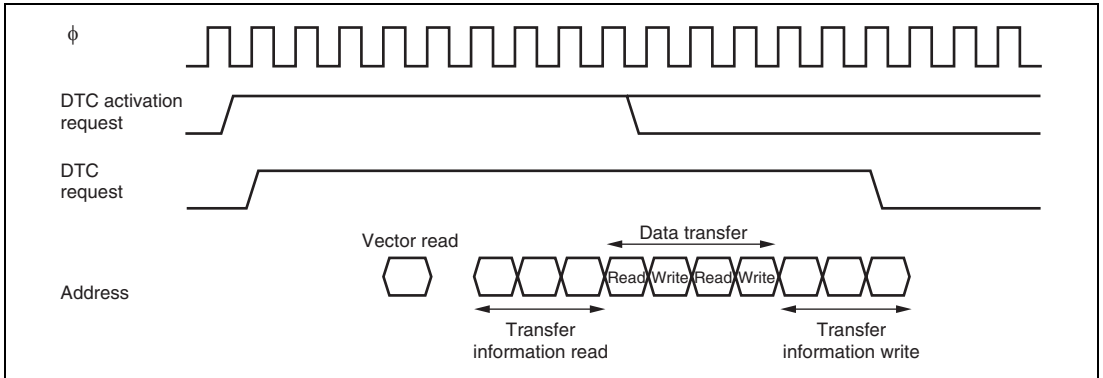 ϕ
DTC activation
request
DTC
request
Vector read
Data transfer
Address
Read Write Read Write
Transfer
information read
Transfer
information write